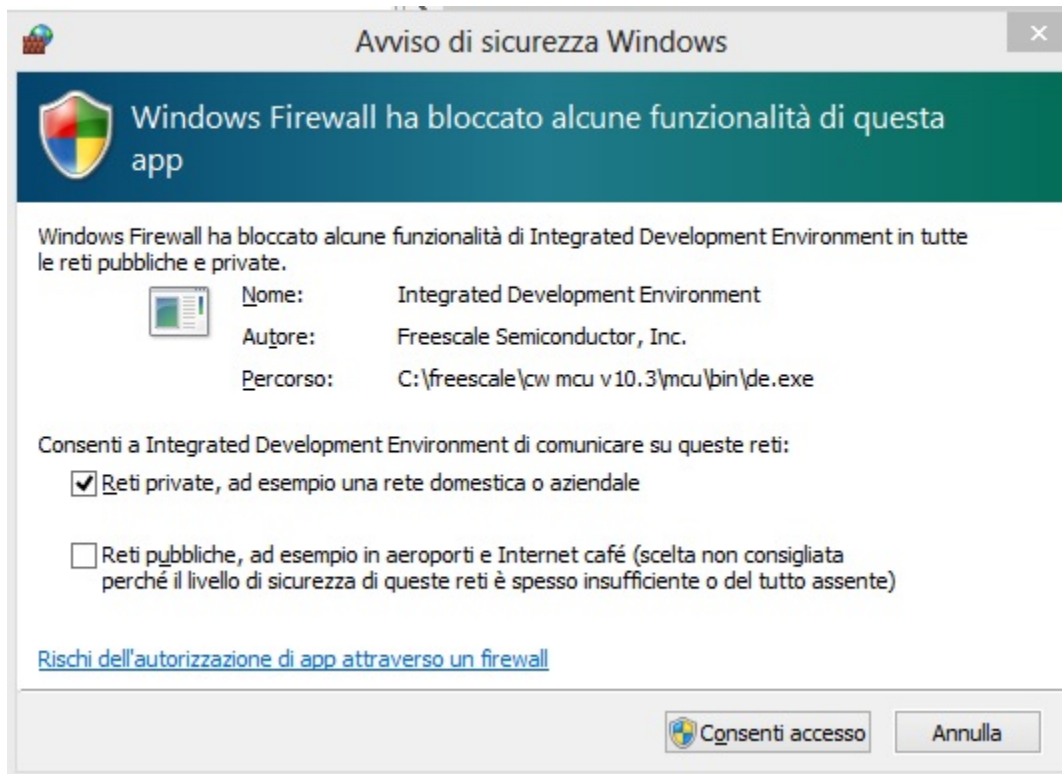 Avviso di sicurezza Windows
Windows Firewall ha bloccato alcune funzionalità di questa
app
Windows Firewall ha bloccato alcune funzionalità di Integrated Development Environment in tutte
le reti pubbliche e private.
Nome: Integrated Development Environment
Autore: Freescale Semiconductor, Inc.
Percorso: C:\freescale\cw mcu v10.3\mcu\bin\de.exe
Consenti a Integrated Development Environment di comunicare su queste reti:
Reti private, ad esempio una rete domestica o aziendale
Reti pubbliche, ad esempio in aeroporti e Internet café (scelta non consigliata
perché il livello di sicurezza di queste reti è spesso insufficiente o del tutto assente)
Rischi dell'autorizzazione di app attraverso un firewall
Consenti accesso Annulla